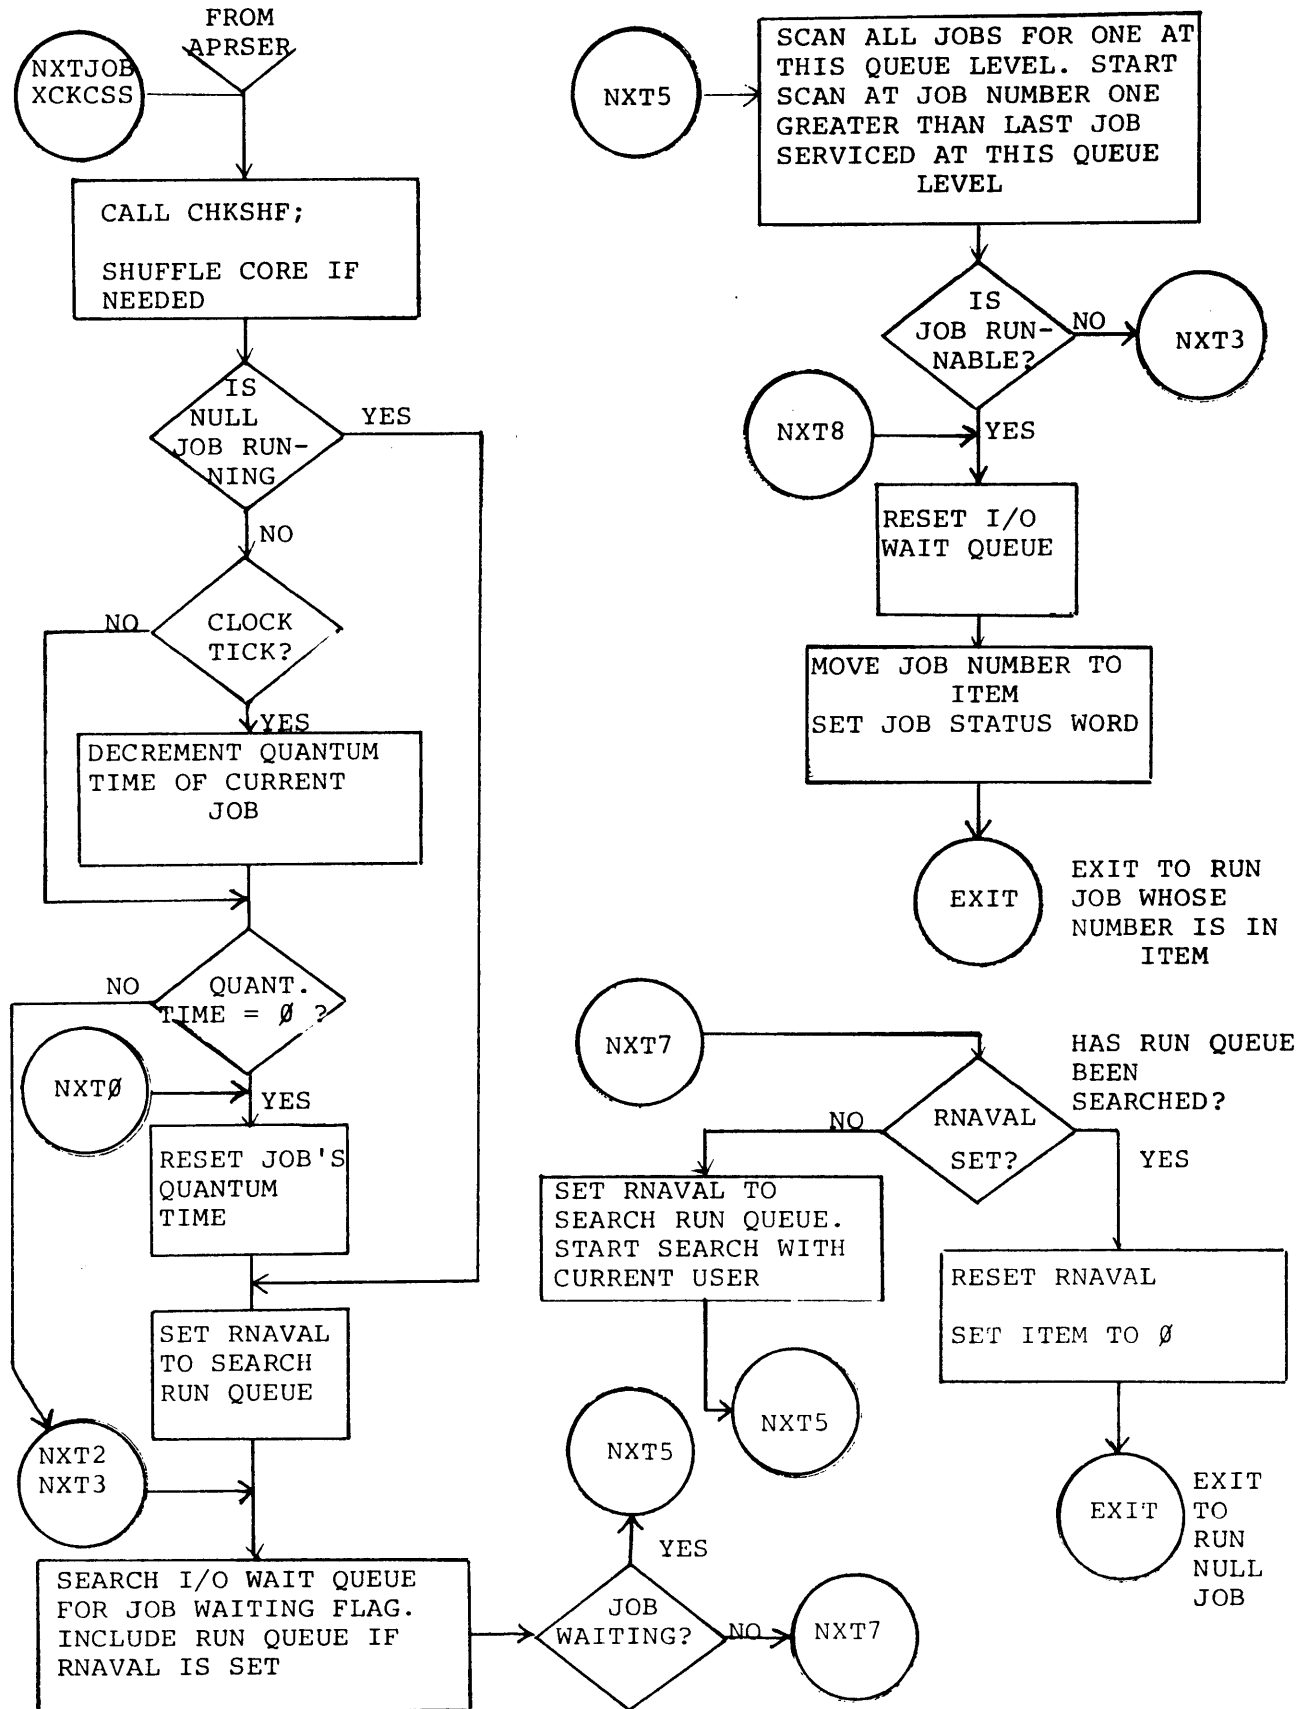 FROM
APRSER
NXTJOB
XCKCSS
CALL CHKSHF;
SHUFFLE CORE IF
NEEDED
IS
NULL
JOB RUN-
NING
YES
NO
CLOCK
TICK?
NO
YES
DECREMENT QUANTUM
TIME OF CURRENT
JOB
QUANT.
TIME = Ø ?
NO
NXTØ
YES
RESET JOB'S
QUANTUM
TIME
SET RNAVAL
TO SEARCH
RUN QUEUE
NXT2
NXT3
SEARCH I/O WAIT QUEUE
FOR JOB WAITING FLAG.
INCLUDE RUN QUEUE IF
RNAVAL IS SET
JOB
WAITING?
YES
NXT5
NO
NXT7
NXT5
SCAN ALL JOBS FOR ONE AT
THIS QUEUE LEVEL. START
SCAN AT JOB NUMBER ONE
GREATER THAN LAST JOB
SERVICED AT THIS QUEUE
LEVEL
IS
JOB RUN-
NABLE?
NO
NXT3
NXT8
YES
RESET I/O
WAIT QUEUE
MOVE JOB NUMBER TO
ITEM
SET JOB STATUS WORD
EXIT
EXIT TO RUN
JOB WHOSE
NUMBER IS IN
ITEM
NXT7
HAS RUN QUEUE
BEEN
SEARCHED?
RNAVAL
SET?
NO
YES
SET RNAVAL TO
SEARCH RUN QUEUE.
START SEARCH WITH
CURRENT USER
NXT5
RESET RNAVAL
SET ITEM TO Ø
EXIT
EXIT
TO
RUN
NULL
JOB